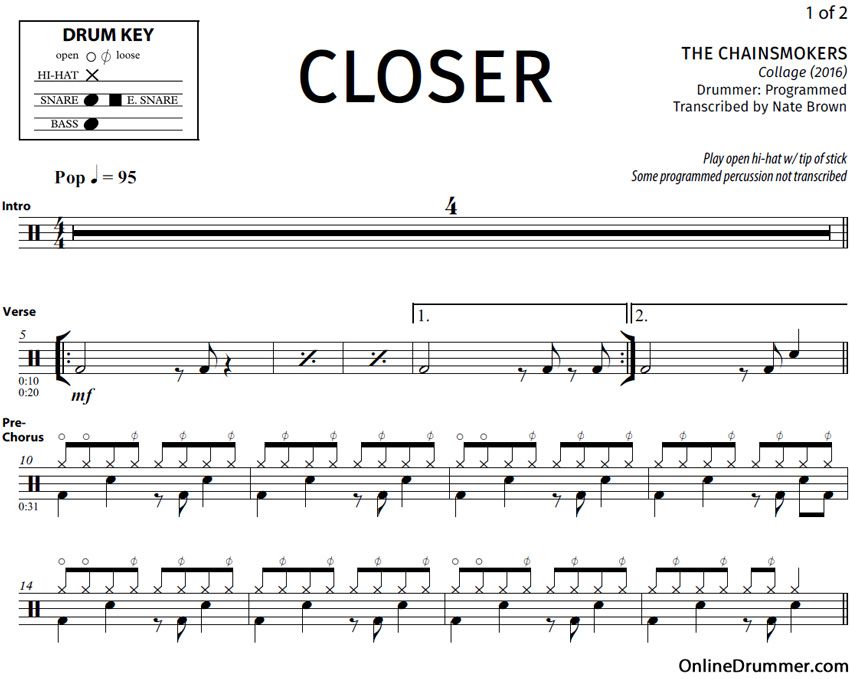 1 of 2
DRUM KEY
open loose
HI-HAT
SNARE E. SNARE
BASS
CLOSER
THE CHAINSMOKERS
Collage (2016)
Drummer: Programmed
Transcribed by Nate Brown
Play open hi-hat w/ tip of stick
Some programmed percussion not transcribed
Pop ♩ = 95
Intro
4
4
4
Verse
1.
2.
5
0:10
0:20
mf
Pre-
Chorus
10
0:31
14
OnlineDrummer.com